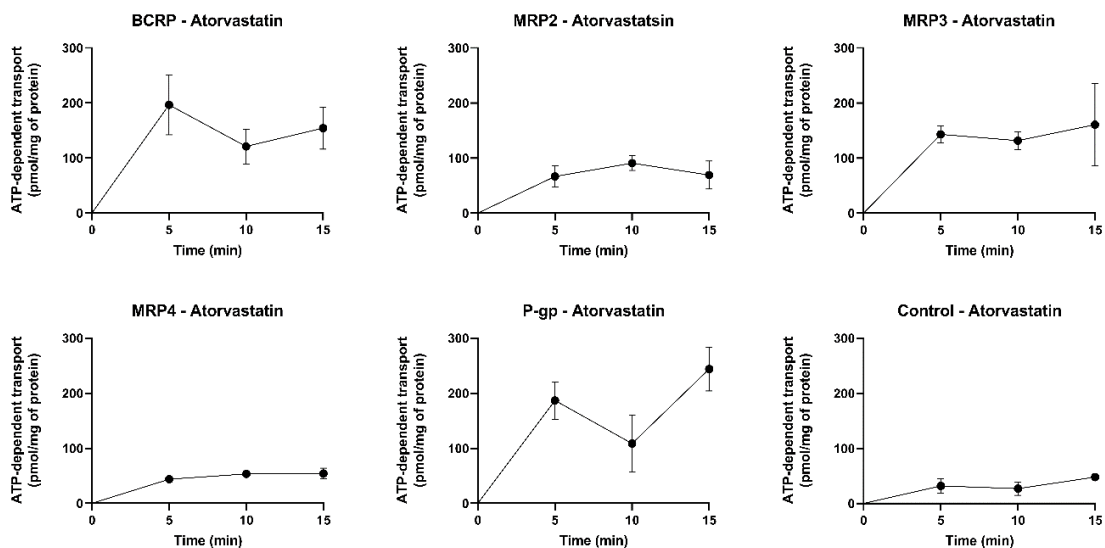 BCRP - Atorvastatin
ATP-dependent transport
(pmol/mg of protein)
300
200
100
0
0 5 10 15
Time (min)
MRP2 - Atorvastatsin
ATP-dependent transport
(pmol/mg of protein)
300
200
100
0
0 5 10 15
Time (min)
MRP3 - Atorvastatin
ATP-dependent transport
(pmol/mg of protein)
300
200
100
0
0 5 10 15
Time (min)
MRP4 - Atorvastatin
ATP-dependent transport
(pmol/mg of protein)
300
200
100
0
0 5 10 15
Time (min)
P-gp - Atorvastatin
ATP-dependent transport
(pmol/mg of protein)
300
200
100
0
0 5 10 15
Time (min)
Control - Atorvastatin
ATP-dependent transport
(pmol/mg of protein)
300
200
100
0
0 5 10 15
Time (min)